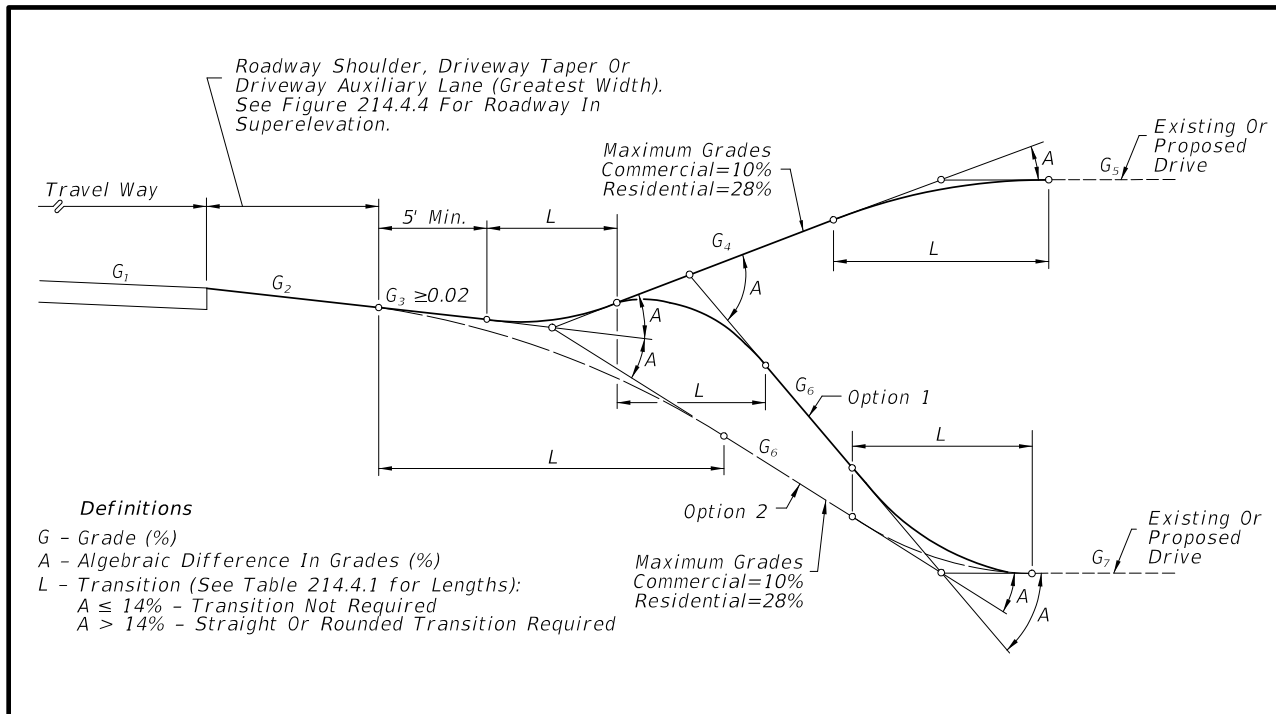 Roadway Shoulder, Driveway Taper Or
Driveway Auxiliary Lane (Greatest Width).
See Figure 214.4.4 For Roadway In
Superelevation.
Existing Or
Proposed
Drive
Maximum Grades
Commercial=10%
Residential=28%
A
G5
Travel Way
5' Min.
L
G4
L
G1
G2
G3 ≥0.02
A
A
A
L
G6
Option 1
L
L
G6
Option 2
Definitions
G – Grade (%)
A – Algebraic Difference In Grades (%)
L – Transition (See Table 214.4.1 for Lengths):
A ≤ 14% – Transition Not Required
A > 14% – Straight Or Rounded Transition Required
Maximum Grades
Commercial=10%
Residential=28%
Existing Or
Proposed
Drive
G7
A
A